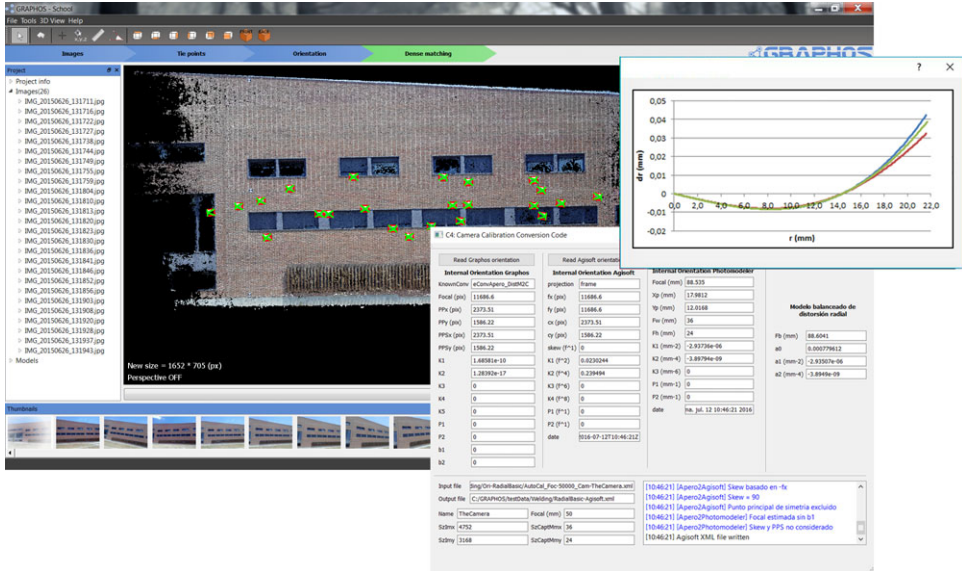 GRAPHOS - School
File Tools 3D View Help
Images
Tie points
Orientation
Dense matching
GRAPHOS
Project
Project info
Images(26)
IMG_20150626_131711.jpg
IMG_20150626_131716.jpg
IMG_20150626_131722.jpg
IMG_20150626_131727.jpg
IMG_20150626_131738.jpg
IMG_20150626_131744.jpg
IMG_20150626_131749.jpg
IMG_20150626_131755.jpg
IMG_20150626_131759.jpg
IMG_20150626_131804.jpg
IMG_20150626_131810.jpg
IMG_20150626_131813.jpg
IMG_20150626_131820.jpg
IMG_20150626_131823.jpg
IMG_20150626_131830.jpg
IMG_20150626_131836.jpg
IMG_20150626_131841.jpg
IMG_20150626_131846.jpg
IMG_20150626_131852.jpg
IMG_20150626_131856.jpg
IMG_20150626_131903.jpg
IMG_20150626_131908.jpg
IMG_20150626_131920.jpg
IMG_20150626_131928.jpg
IMG_20150626_131937.jpg
IMG_20150626_131943.jpg
Models
New size = 1652 * 705 (px)
Perspective OFF
Thumbnails
?
0,05
0,04
0,03
0,02
0,01
0
-0,01
-0,02
dr (mm)
0,0 2,0 4,0 6,0 8,0 10,0 12,0 14,0 16,0 18,0 20,0 22,0
r (mm)
C4: Camera Calibration Conversion Code
Read Graphos orientation
Internal Orientation Graphos
KnownConv eConvApero_DistM2C
Focal (pix) 11686.6
PPx (pix) 2373.51
PPy (pix) 1586.22
PPSx (pix) 2373.51
PPSy (pix) 1586.22
K1 1.68581e-10
K2 1.28392e-17
K3 0
K4 0
K5 0
P1 0
P2 0
b1 0
b2 0
Read Agisoft orientatio
Internal Orientation Agisoft
projection frame
fx (pix) 11686.6
fy (pix) 11686.6
cx (pix) 2373.51
cy (pix) 1586.22
skew (f^1) 0
K1 (f^2) 0.0230244
K2 (f^4) 0.239494
K3 (f^6) 0
K4 (f^8) 0
P1 (f^1) 0
P2 (f^1) 0
date 2016-07-12T10:46:21Z
Internal Orientation Photomodeler
Focal (mm) 88.535
Xp (mm) 17.9812
Yp (mm) 12.0168
Fw (mm) 36
Fh (mm) 24
K1 (mm-2) -2.93736e-06
K2 (mm-4) -3.89794e-09
K3 (mm-6) 0
P1 (mm-1) 0
P2 (mm-1) 0
date ma. jul. 12 10:46:21 2016
Modelo balanceado de
distorsión radial
Fb (mm) 88.6041
a0 0.000779612
a1 (mm-2) -2.93507e-06
a2 (mm-4) -3.8949e-09
Input file
Output file C:/GRAPHOS/testData/Welding/RadialBasic-Agisoft.xml
Name TheCamera Focal (mm) 50
SzImx 4752 SzCaptMmx 36
SzImy 3168 SzCaptMmy 24
[10:46:21] [Apero2Agisoft] Skew basado en -fx
[10:46:21] [Apero2Agisoft] Skew = 90
[10:46:21] [Apero2Agisoft] Punto principal de simetria excluido
[10:46:21] [Apero2Photomodeler] Focal estimada sin b1
[10:46:21] [Apero2Photomodeler] Skew y PPS no considerado
[10:46:21] Agisoft XML file written